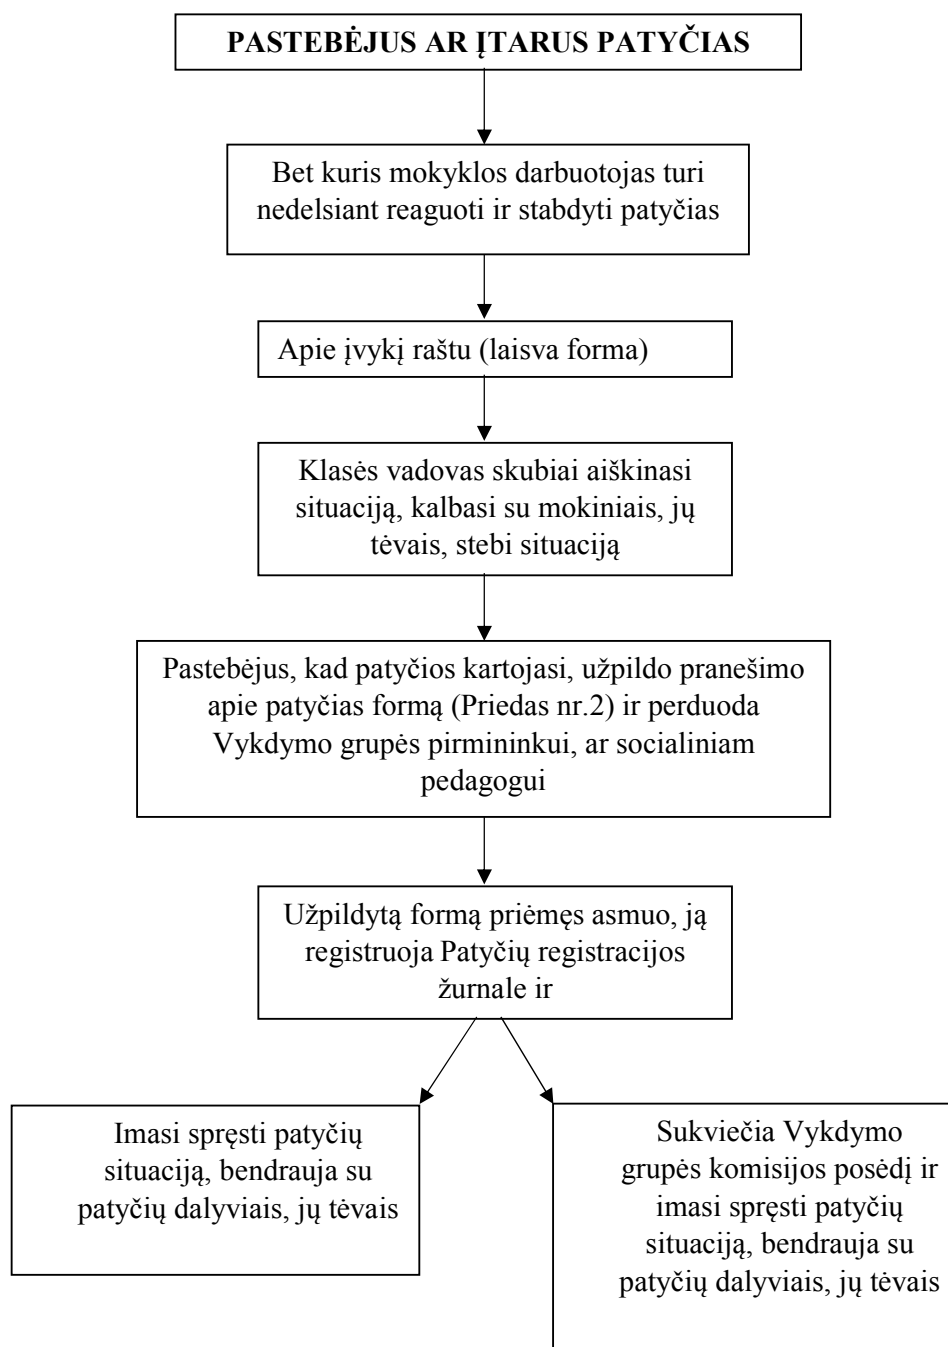 PASTEBĖJUS AR ĮTARUS PATYČIAS
Bet kuris mokyklos darbuotojas turi
nedelsiant reaguoti ir stabdyti patyčias
Apie įvykį raštu (laisva forma)
Klasės vadovas skubiai aiškinasi
situaciją, kalbasi su mokiniais, jų
tėvais, stebi situaciją
Pastebėjus, kad patyčios kartojasi, užpildo pranešimo
apie patyčias formą (Priedas nr.2) ir perduoda
Vykdymo grupės pirmininkui, ar socialiniam
pedagogui
Užpildytą formą priėmęs asmuo, ją
registruoja Patyčių registracijos
žurnale ir
Imasi spręsti patyčių
situaciją, bendrauja su
patyčių dalyviais, jų tėvais
Sukviečia Vykdymo
grupės komisijos posėdį ir
imasi spręsti patyčių
situaciją, bendrauja su
patyčių dalyviais, jų tėvais